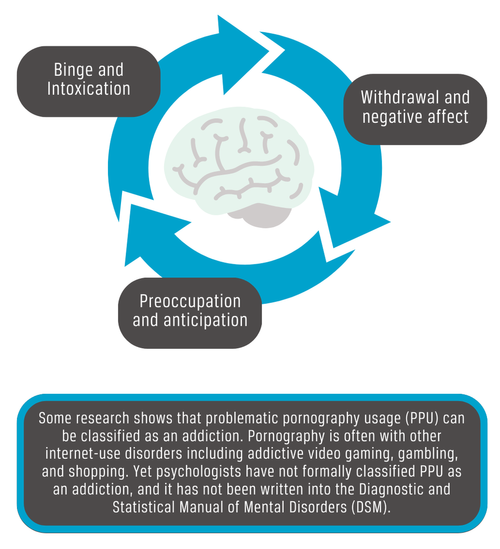 Binge and
Intoxication
Withdrawal and
negative affect
Preoccupation
and anticipation
Some research shows that problematic pornography usage (PPU) can
be classified as an addiction. Pornography is often with other
internet-use disorders including addictive video gaming, gambling,
and shopping. Yet psychologists have not formally classified PPU as
an addiction, and it has not been written into the Diagnostic and
Statistical Manual of Mental Disorders (DSM).